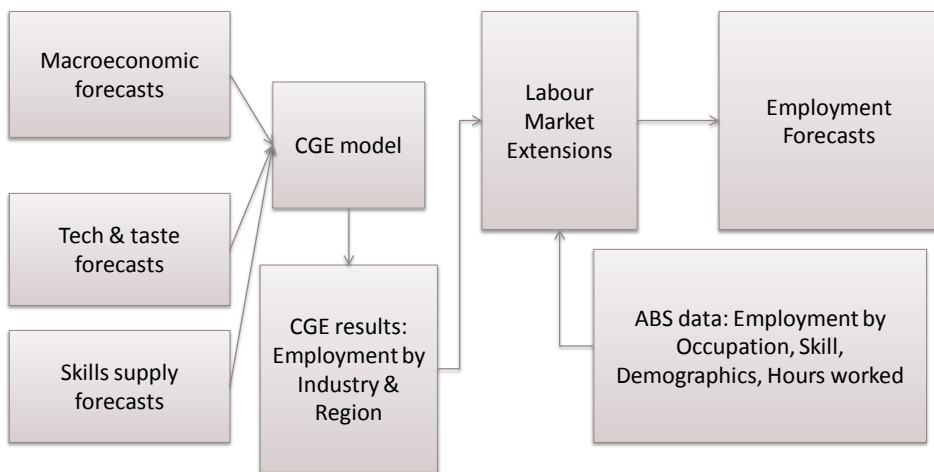 Macroeconomic
forecasts
Tech & taste
forecasts
Skills supply
forecasts
CGE model
CGE results:
Employment by
Industry &
Region
Labour
Market
Extensions
Employment
Forecasts
ABS data: Employment by
Occupation, Skill,
Demographics, Hours worked